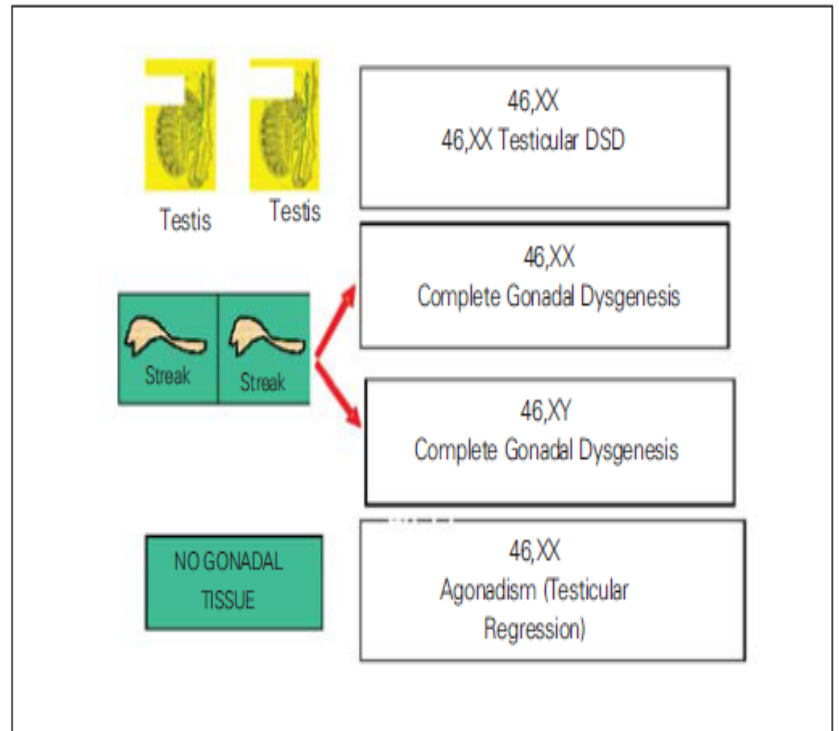 Testis
Testis
46,XX
46,XX Testicular DSD
Streak
Streak
46,XX
Complete Gonadal Dysgenesis
46,XY
Complete Gonadal Dysgenesis
NO GONADAL
TISSUE
46,XX
Agonadism (Testicular
Regression)